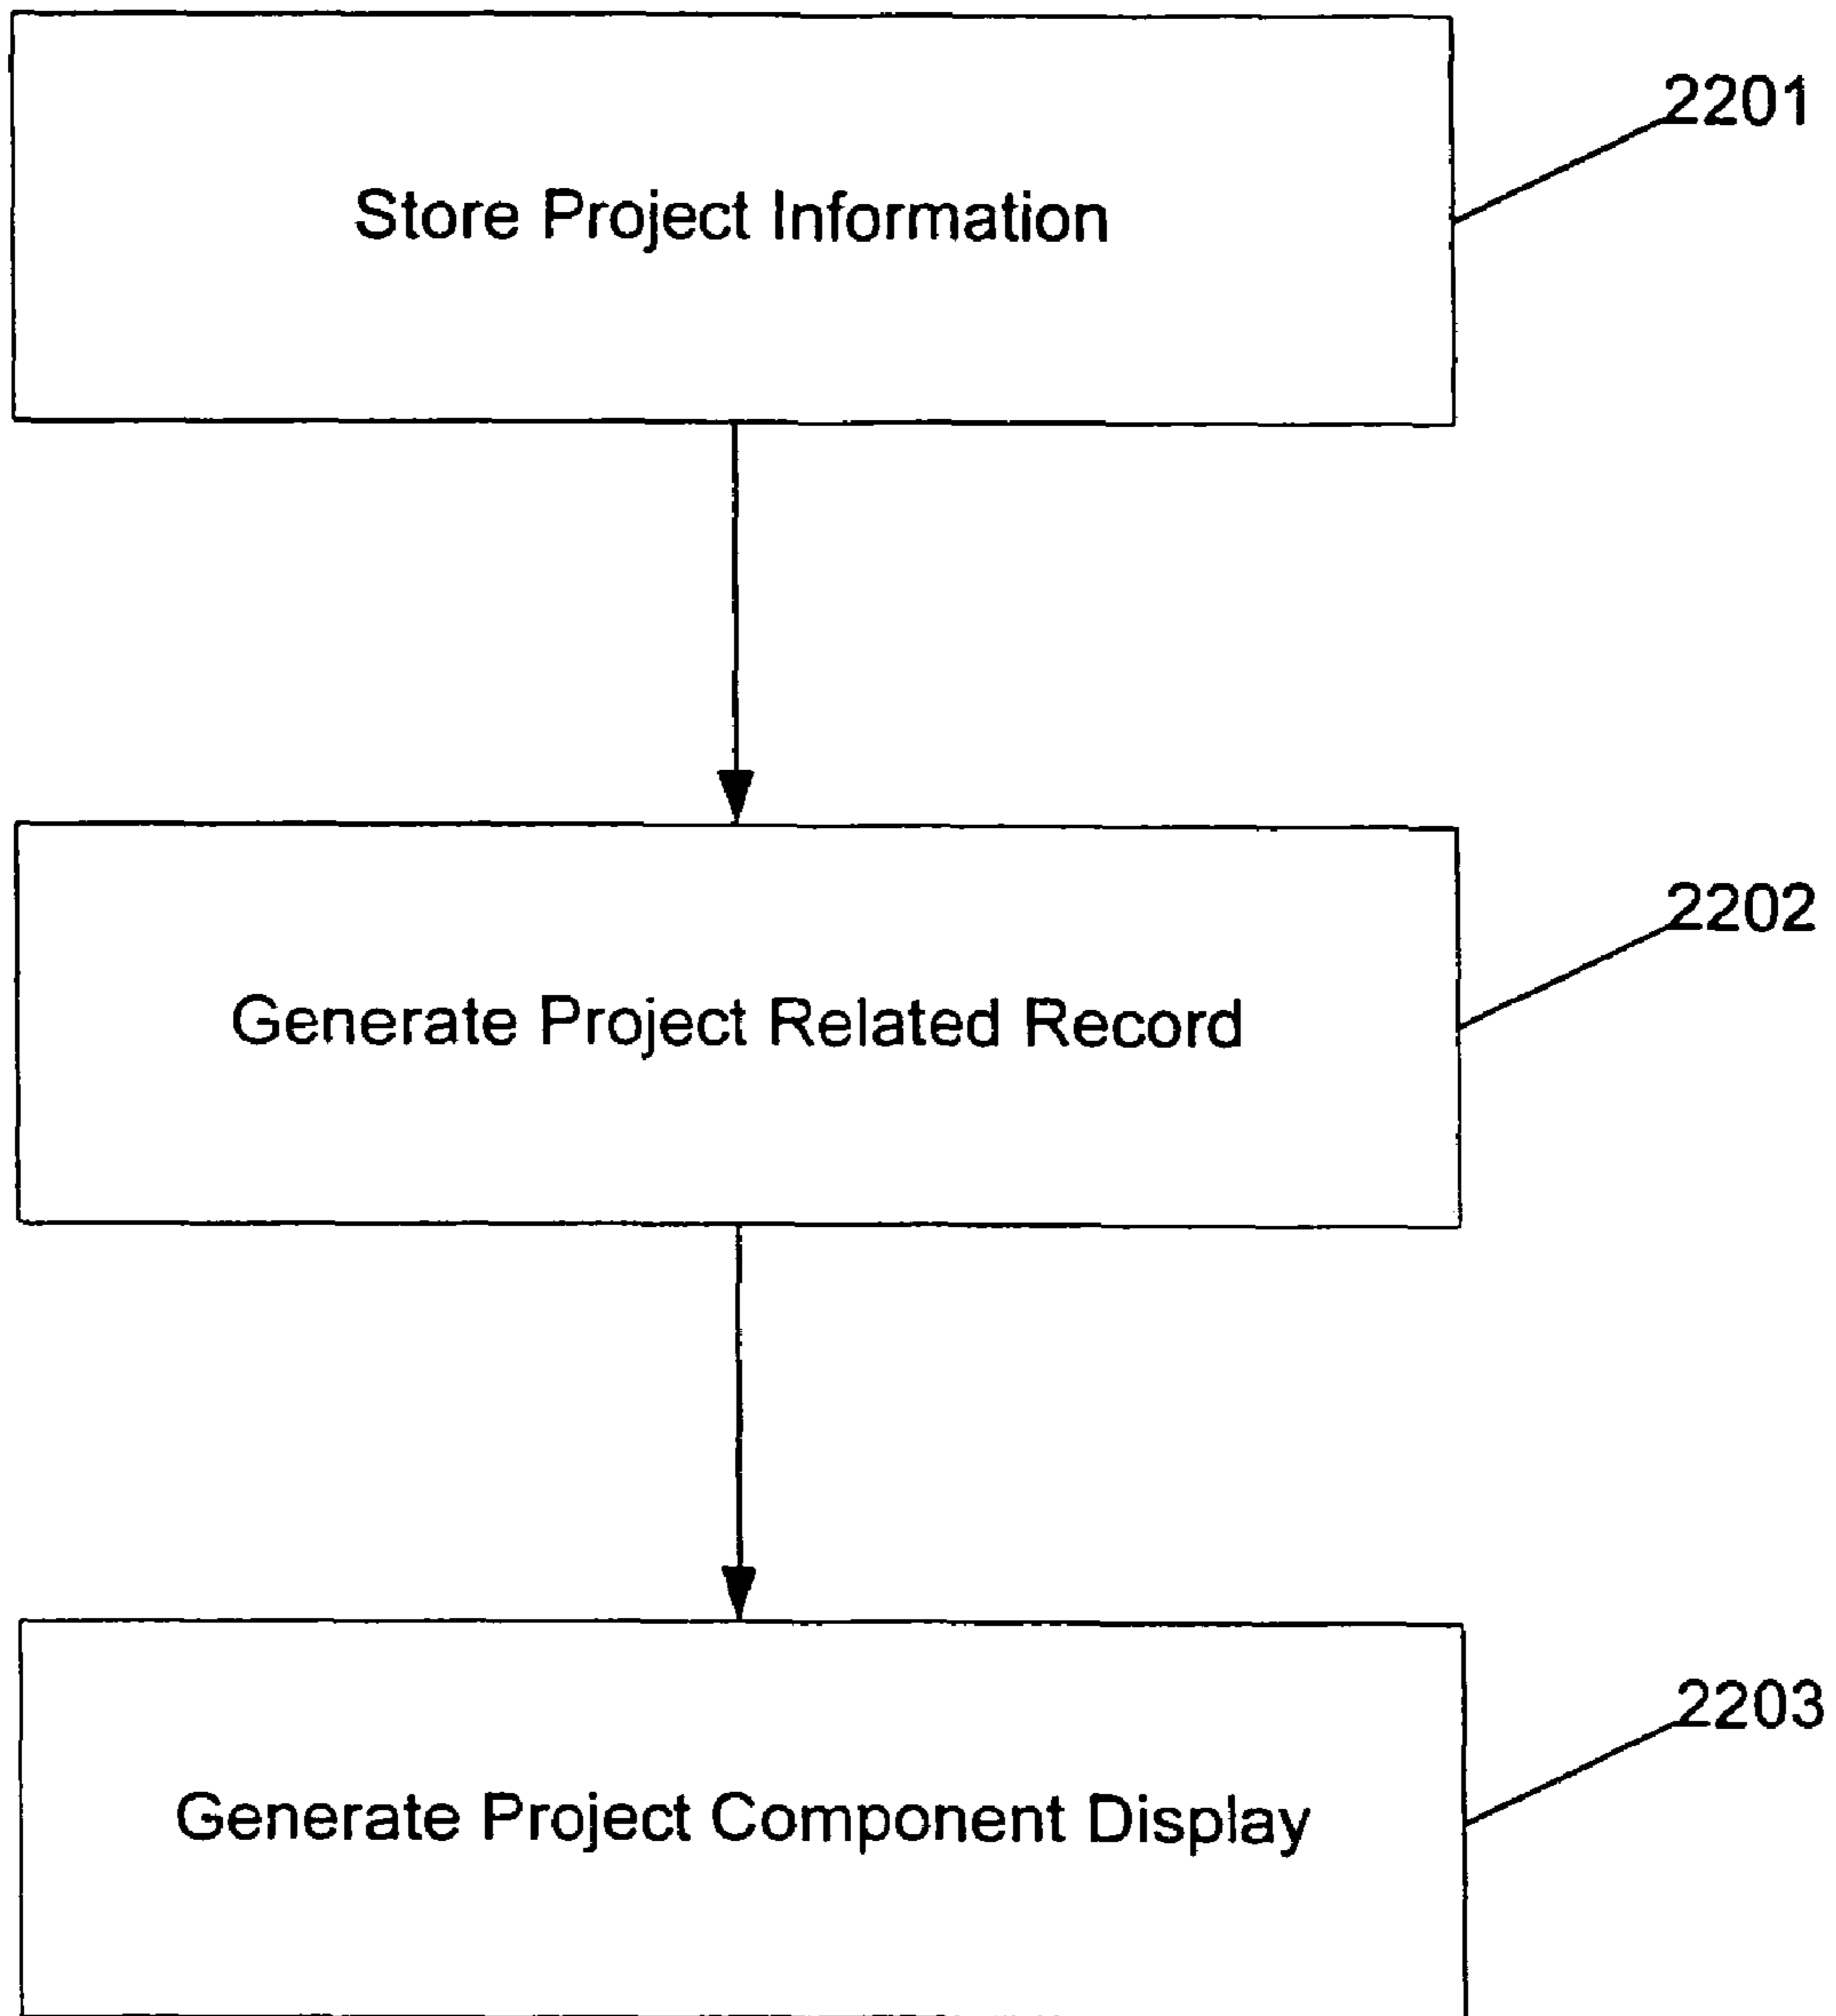 2201
Store Project Information
2202
Generate Project Related Record
2203
Generate Project Component Display